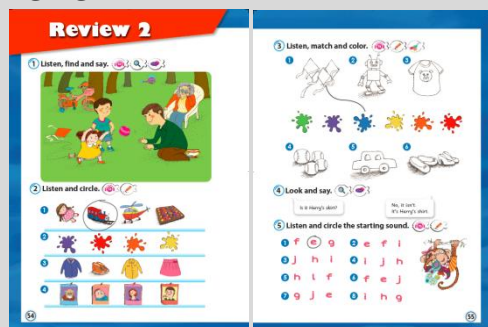 Review 2
1 Listen, find and say.
2 Listen and circle.
1
2
3
4
54
3 Listen, match and color.
1 2 3
4 5 6
4 Look and say.
Is it Harry's skirt?
No, it isn't.
It's Harry's shirt.
5 Listen and circle the starting sound.
1 f e g 2 e f i
3 j h i 4 i j h
5 h i f 6 f e j
7 g j e 8 i h g
55